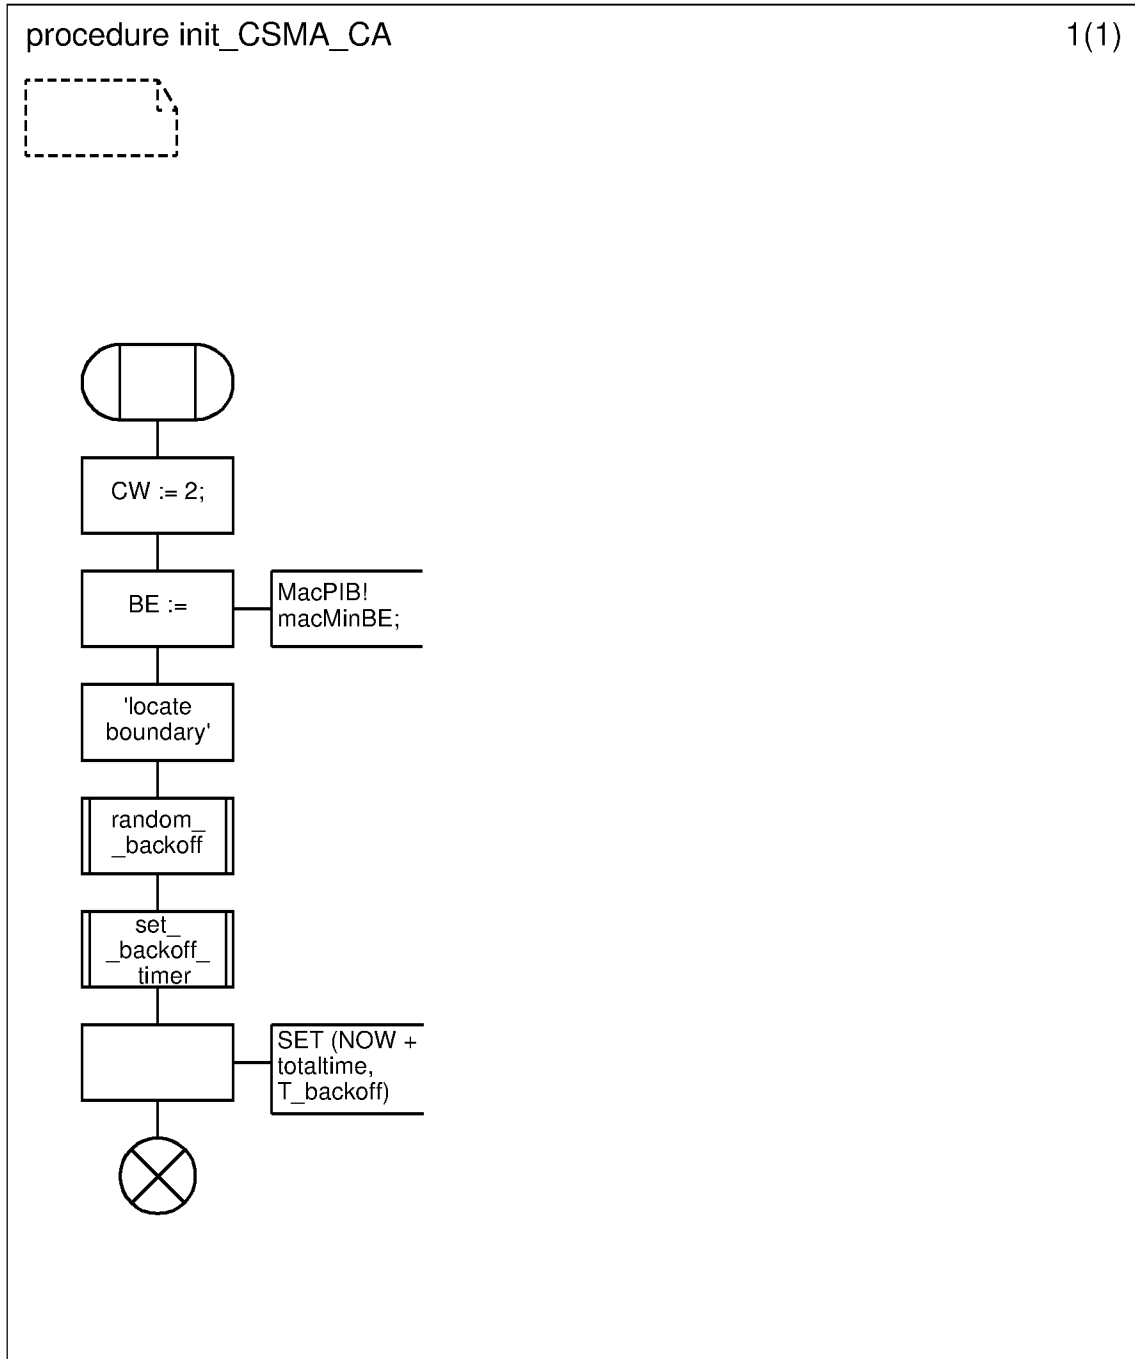 procedure init_CSMA_CA
1(1)
CW := 2;
BE :=
MacPIB!
macMinBE;
'locate
boundary'
random_
_backoff
set_
_backoff_
_timer
SET (NOW +
totaltime,
T_backoff)